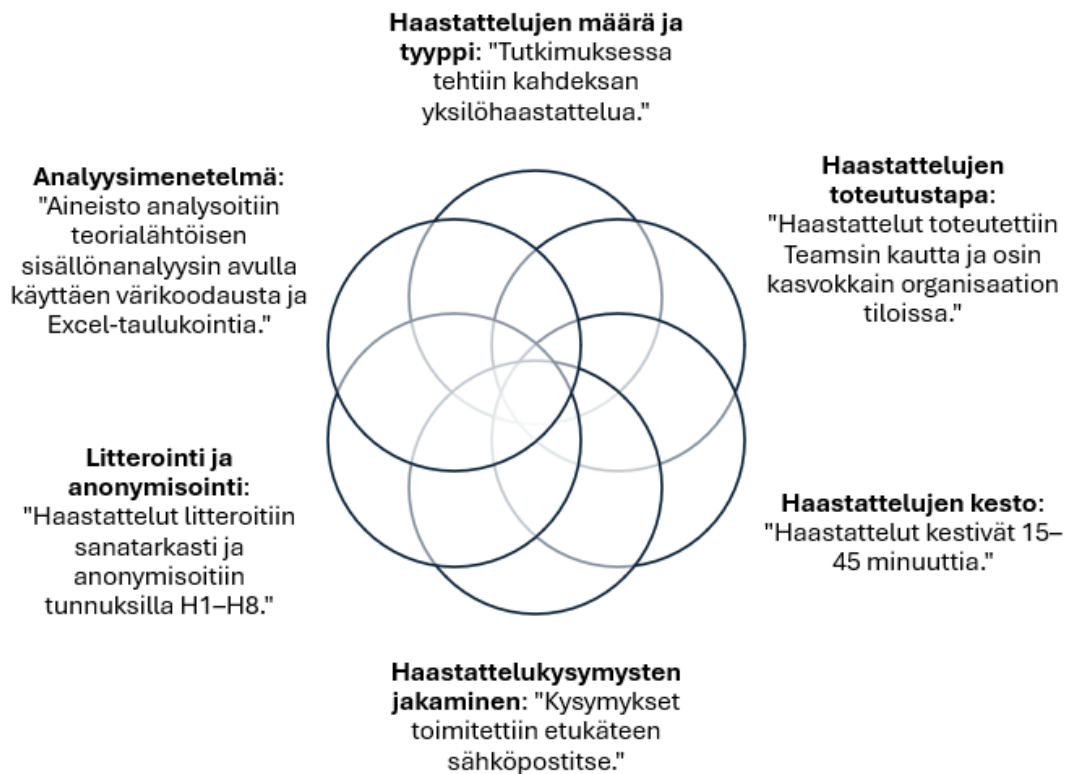 Haastattelujen määrä ja
tyyppi: "Tutkimuksessa
tehtiin kahdeksan
yksilöhaastattelua."
Haastattelujen
toteutustapa:
"Haastattelut toteutettiin
Teamsin kautta ja osin
kasvokkain organisaation
tiloissa."
Haastattelujen kesto:
"Haastattelut kestivät 15–
45 minuuttia."
Haastattelukysymysten
jakaminen: "Kysymykset
toimitettiin etukäteen
sähköpostitse."
Litterointi ja
anonymisointi:
"Haastattelut litteroitiin
sanatarkasti ja
anonymisoitiin
tunnuksilla H1–H8."
Analyysimenetelmä:
"Aineisto analysoitiin
teorialähtöisen
sisällönanalyysin avulla
käyttäen värikoodausta ja
Excel-taulukointia."